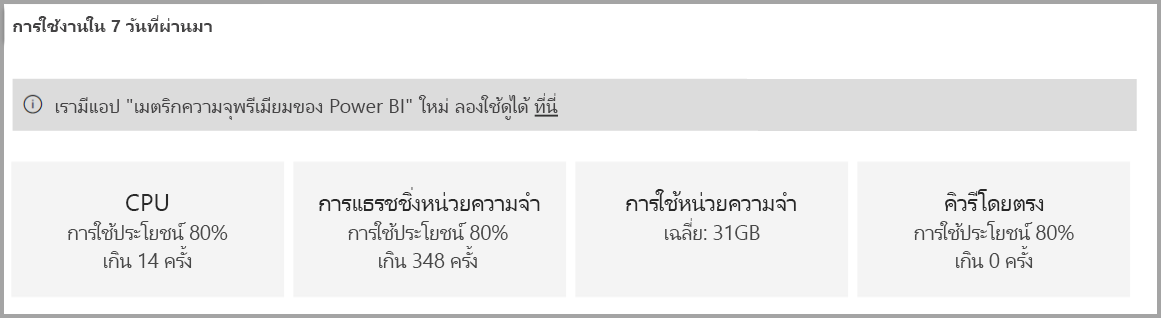 การใช้งานใน 7 วันที่ผ่านมา
เรามีแอป "เมตริกความจุพรีเมียมของ Power BI" ใหม่ ลองใช้ดูได้ ที่นี่
CPU
การใช้ประโยชน์ 80%
เกิน 14 ครั้ง
การแธรชชิ่งหน่วยความจำ
การใช้ประโยชน์ 80%
เกิน 348 ครั้ง
การใช้หน่วยความจำ
เฉลี่ย: 31GB
คิวรีโดยตรง
การใช้ประโยชน์ 80%
เกิน 0 ครั้ง